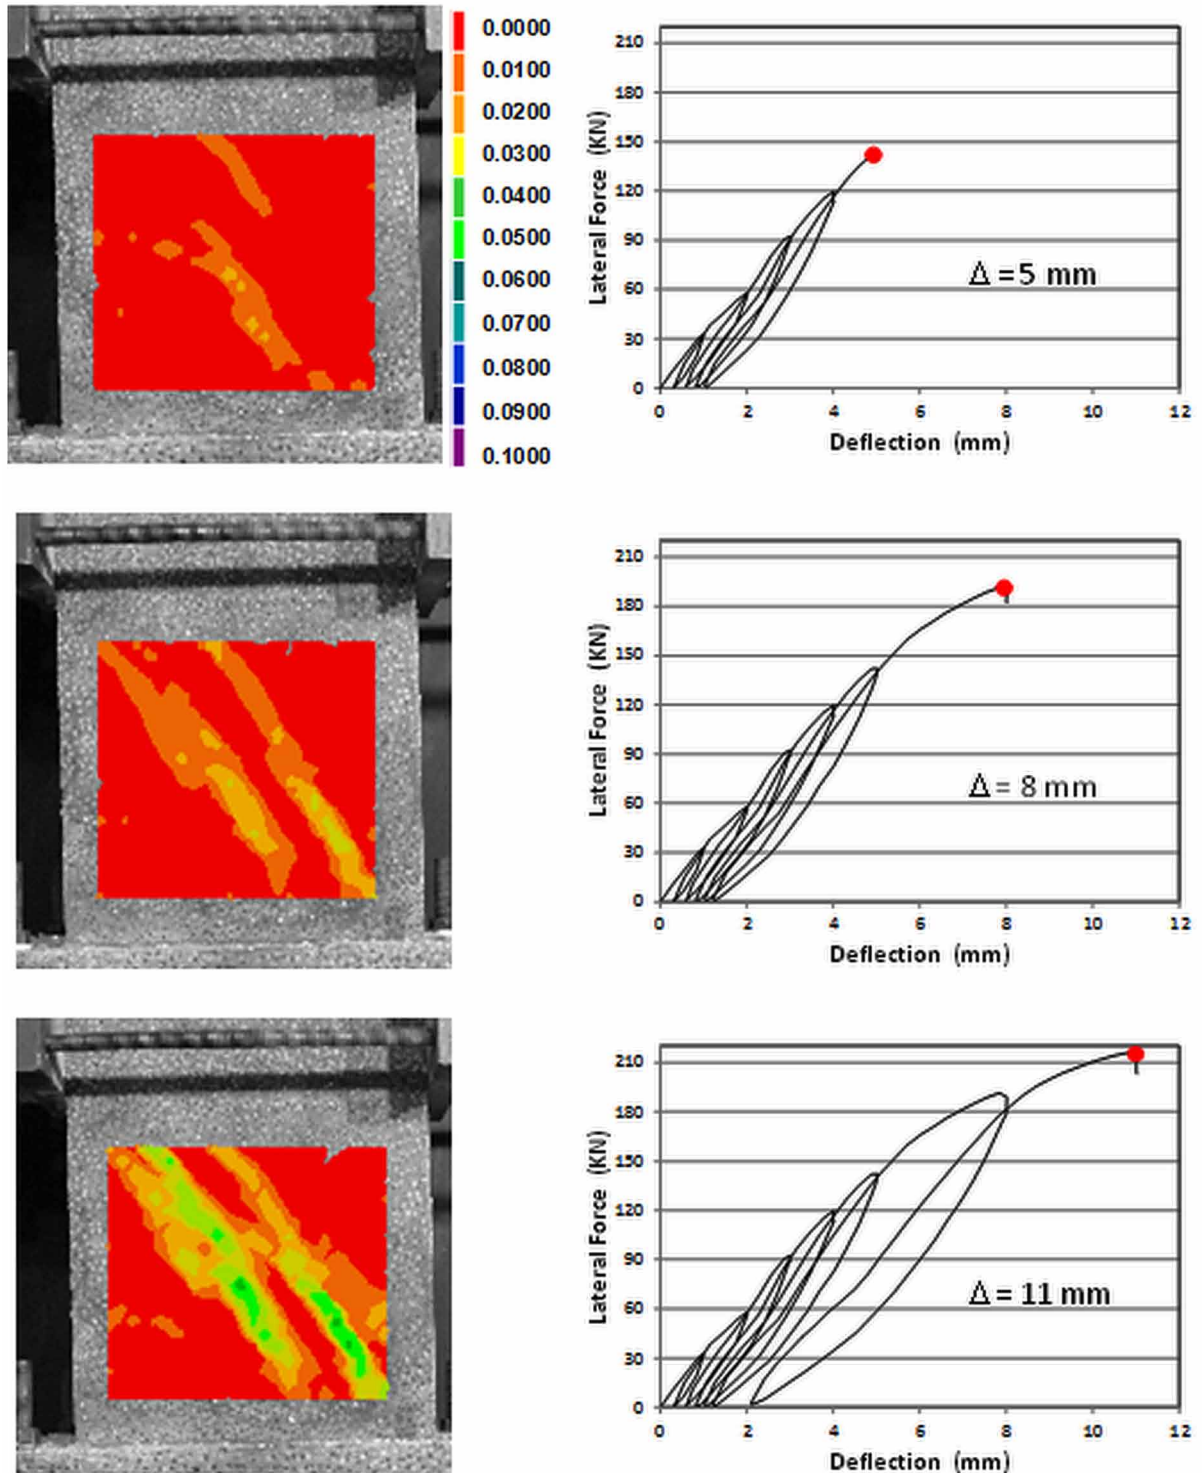 0.0000
0.0100
0.0200
0.0300
0.0400
0.0500
0.0600
0.0700
0.0800
0.0900
0.1000
210
180
150
120
90
60
30
0
Lateral Force (KN)
Δ =5 mm
0 2 4 6 8 10 12
Deflection (mm)
210
180
150
120
90
60
30
0
Lateral Force (KN)
Δ = 8 mm
0 2 4 6 8 10 12
Deflection (mm)
210
180
150
120
90
60
30
0
Lateral Force (KN)
Δ = 11 mm
0 2 4 6 8 10 12
Deflection (mm)